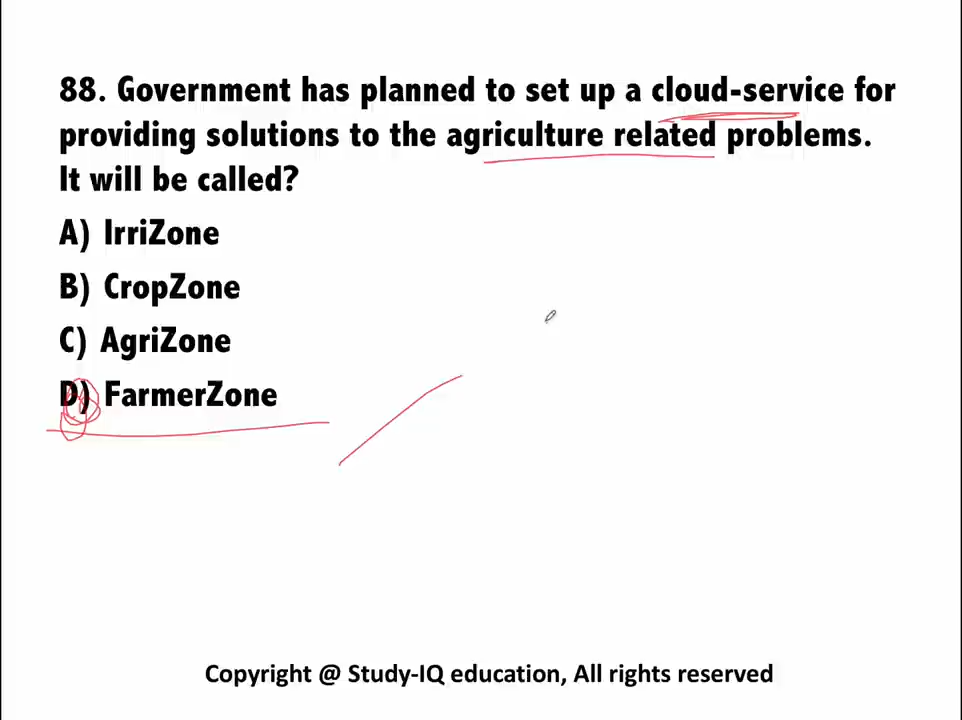 88. Government has planned to set up a cloud-service for
providing solutions to the agriculture related problems.
It will be called?
A) IrriZone
B) CropZone
C) AgriZone
D) FarmerZone
Copyright @ Study-IQ education, All rights reserved